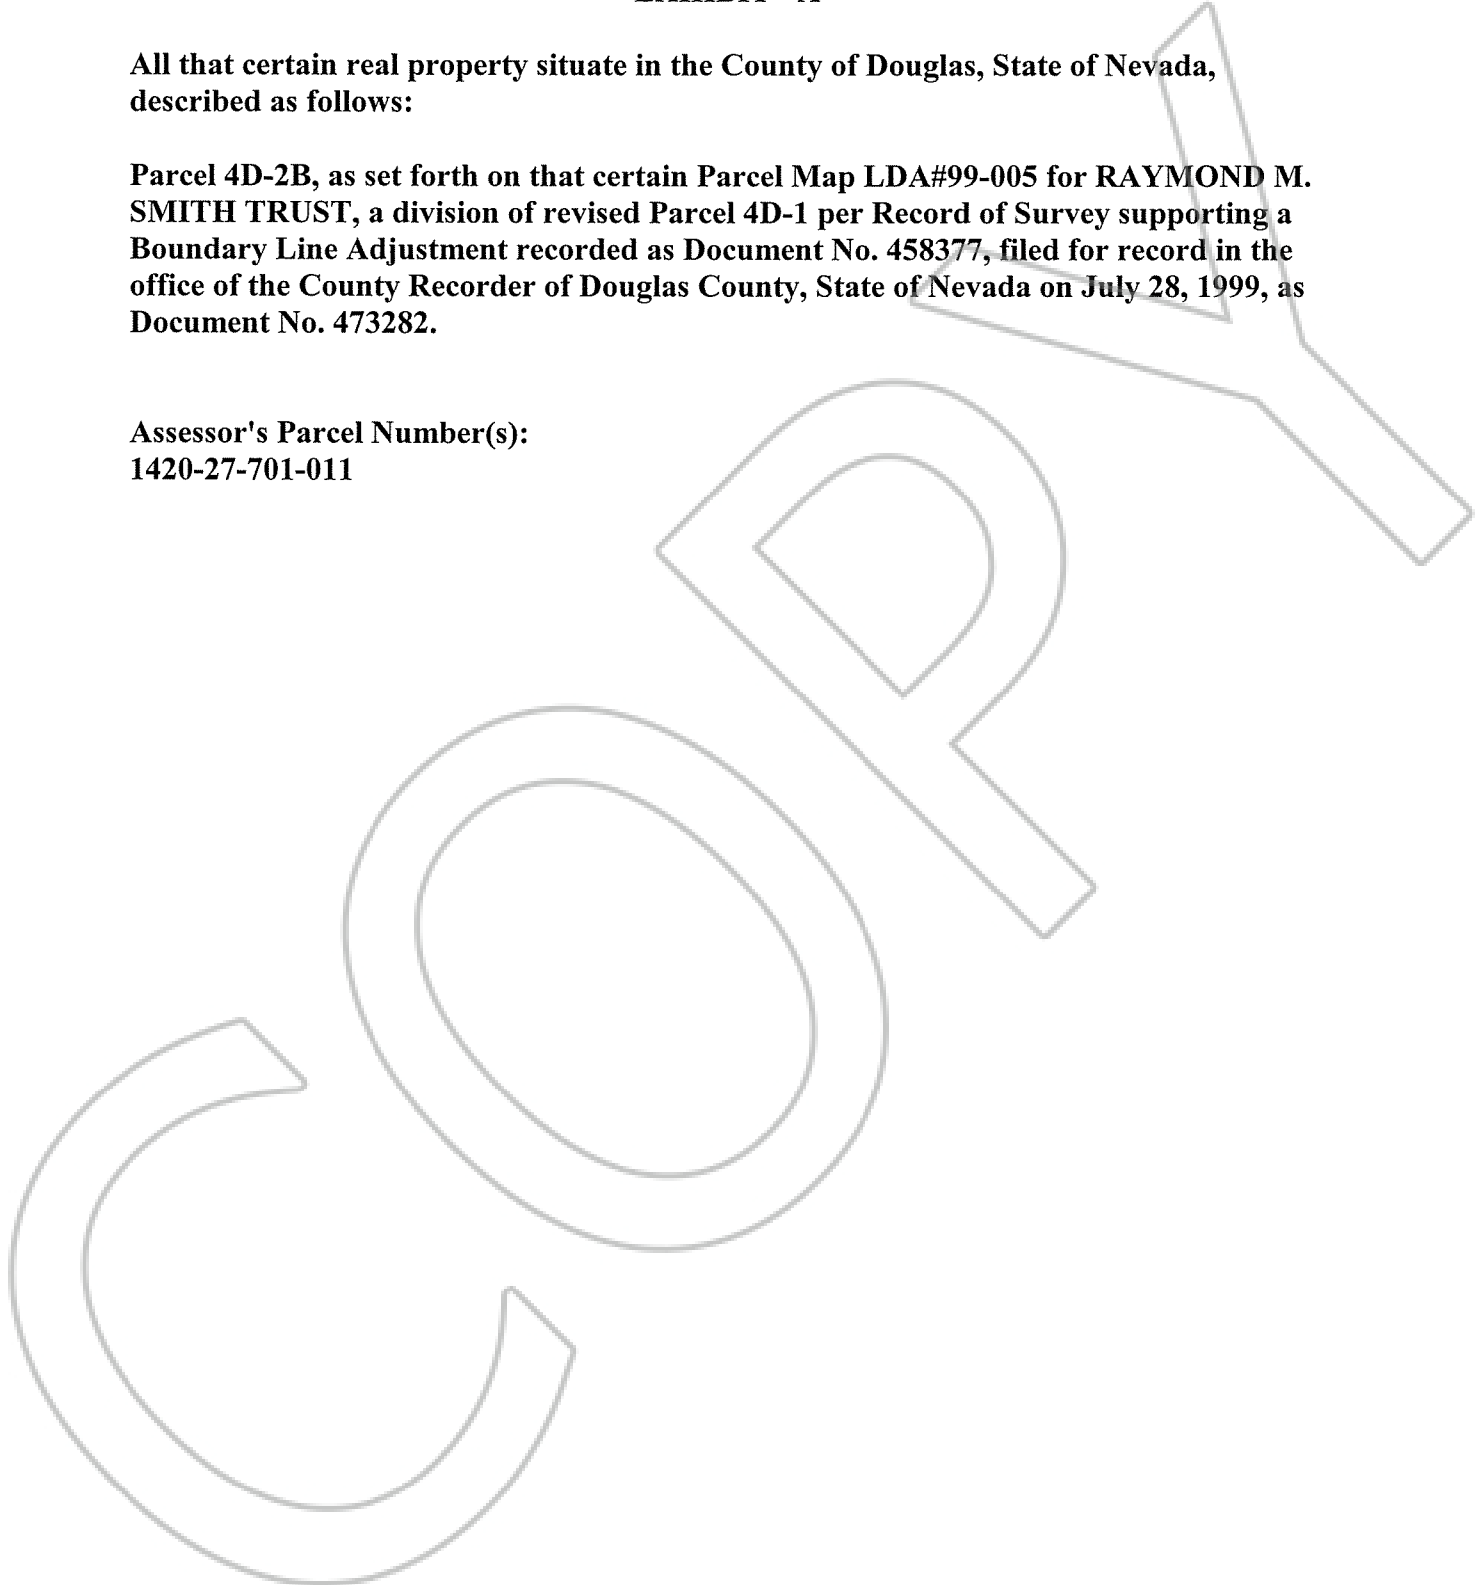 All that certain real property situate in the County of Douglas, State of Nevada,
described as follows:
Parcel 4D-2B, as set forth on that certain Parcel Map LDA#99-005 for RAYMOND M.
SMITH TRUST, a division of revised Parcel 4D-1 per Record of Survey supporting a
Boundary Line Adjustment recorded as Document No. 458377, filed for record in the
office of the County Recorder of Douglas County, State of Nevada on July 28, 1999, as
Document No. 473282.
Assessor's Parcel Number(s):
1420-27-701-011
COPY